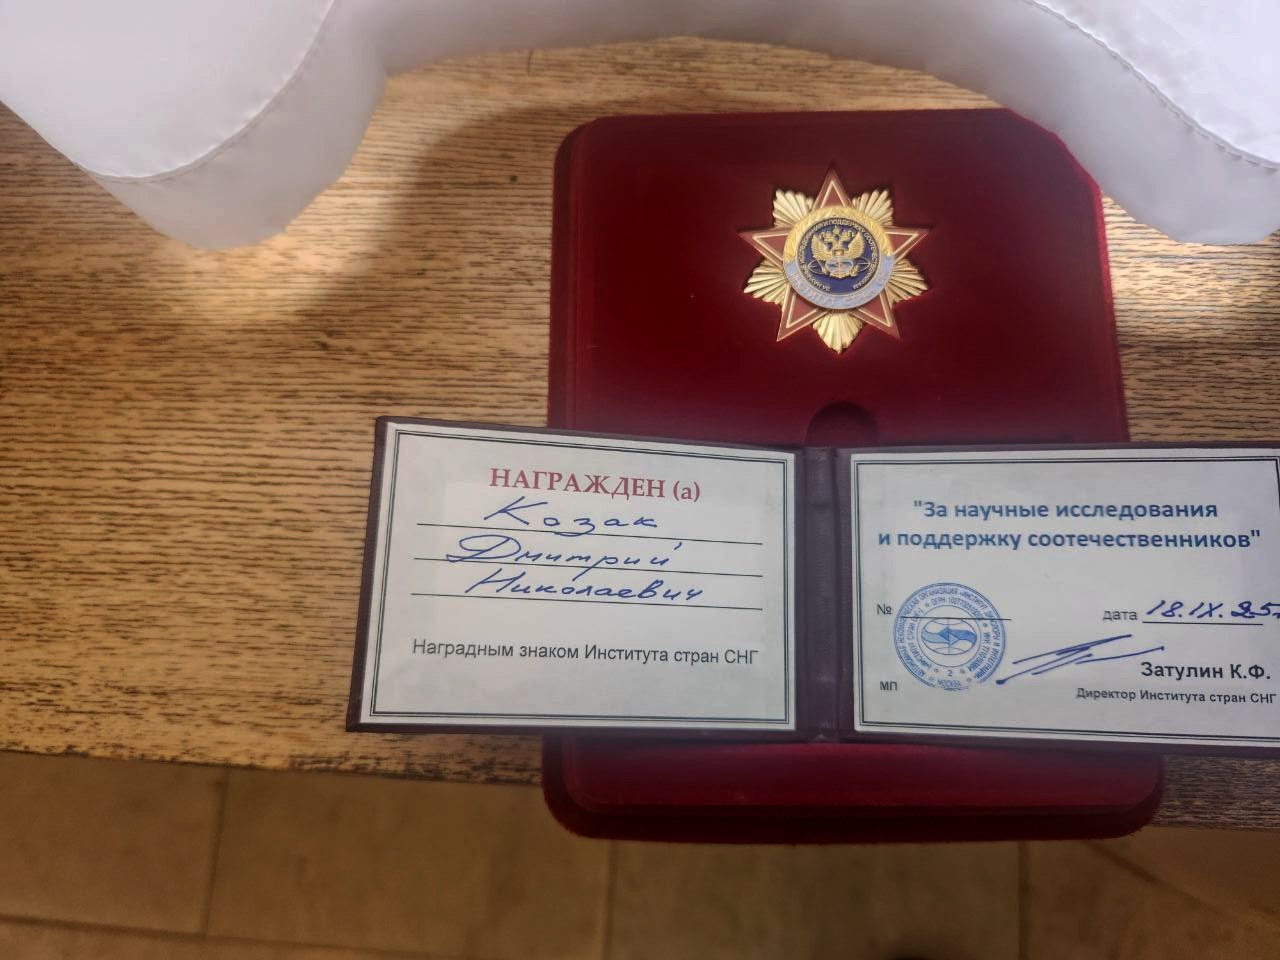 НАГРАЖДЕН (а)
Козак
Дмитрий
Николаевич
Наградным знаком Института стран СНГ
"За научные исследования
и поддержку соотечественников"
№
дата 18.IX.25г
МП
Затулин К.Ф.
Директор Института стран СНГ